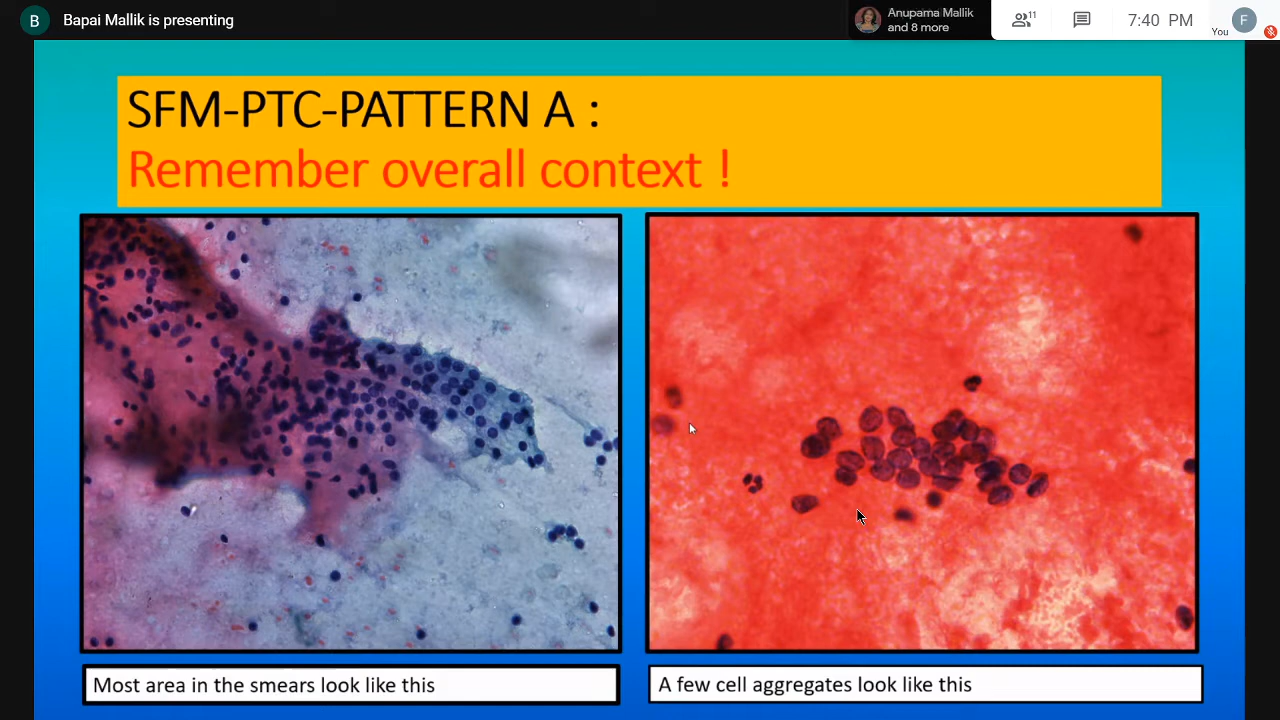 B
Bapai Mallik is presenting
Anupama Mallik
and 8 more
11
7:40 PM
You
F
SFM-PTC-PATTERN A :
Remember overall context !
Most area in the smears look like this
A few cell aggregates look like this